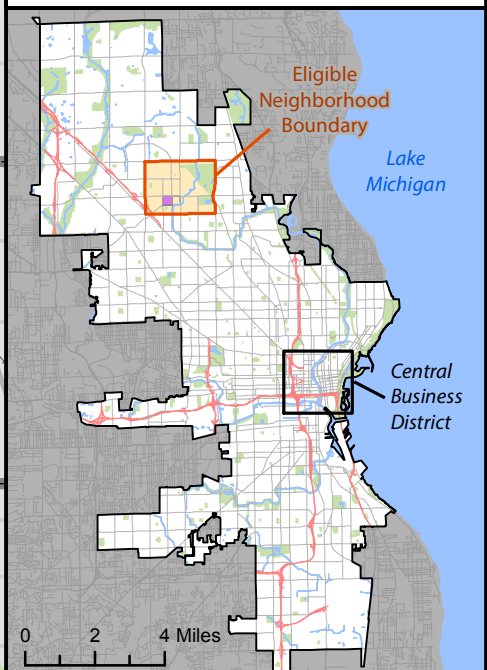 Eligible
Neighborhood
Boundary
Lake
Michigan
Central
Business
District
0 2 4 Miles